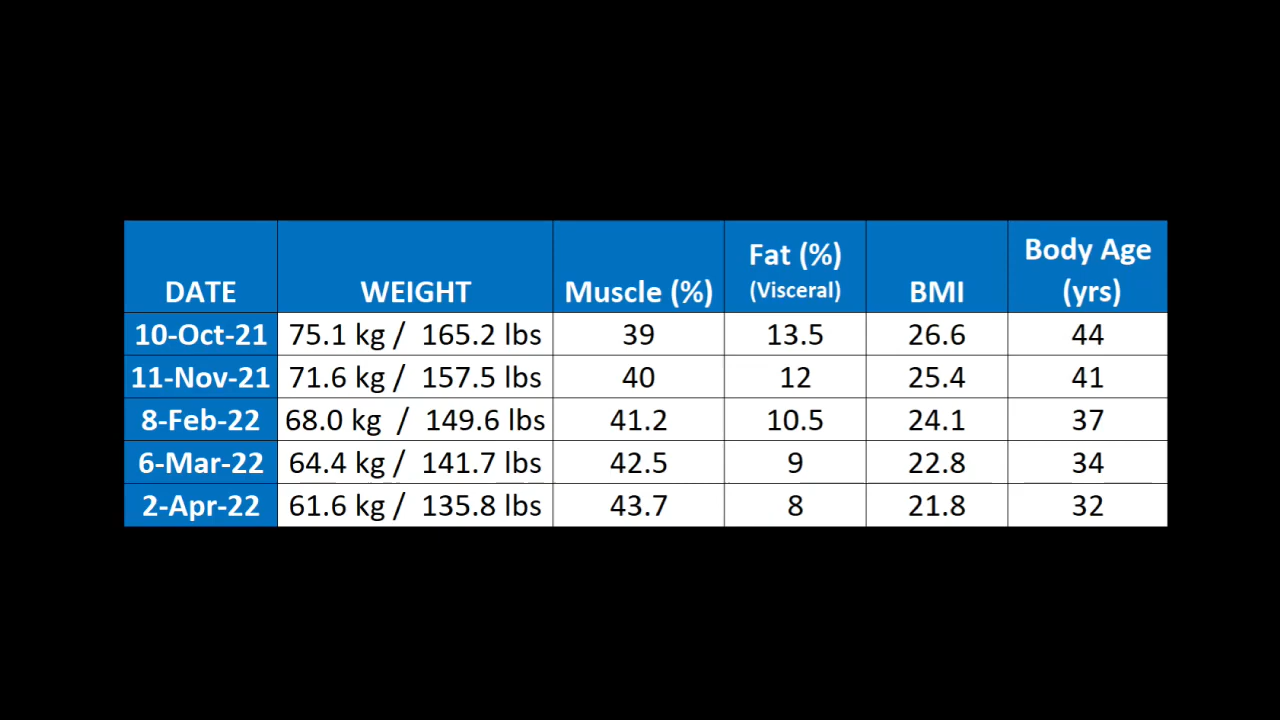 DATE WEIGHT Muscle (%) Fat (%) (Visceral) BMI Body Age (yrs)
10-Oct-21 75.1 kg / 165.2 lbs 39 13.5 26.6 44
11-Nov-21 71.6 kg / 157.5 lbs 40 12 25.4 41
8-Feb-22 68.0 kg / 149.6 lbs 41.2 10.5 24.1 37
6-Mar-22 64.4 kg / 141.7 lbs 42.5 9 22.8 34
2-Apr-22 61.6 kg / 135.8 lbs 43.7 8 21.8 32